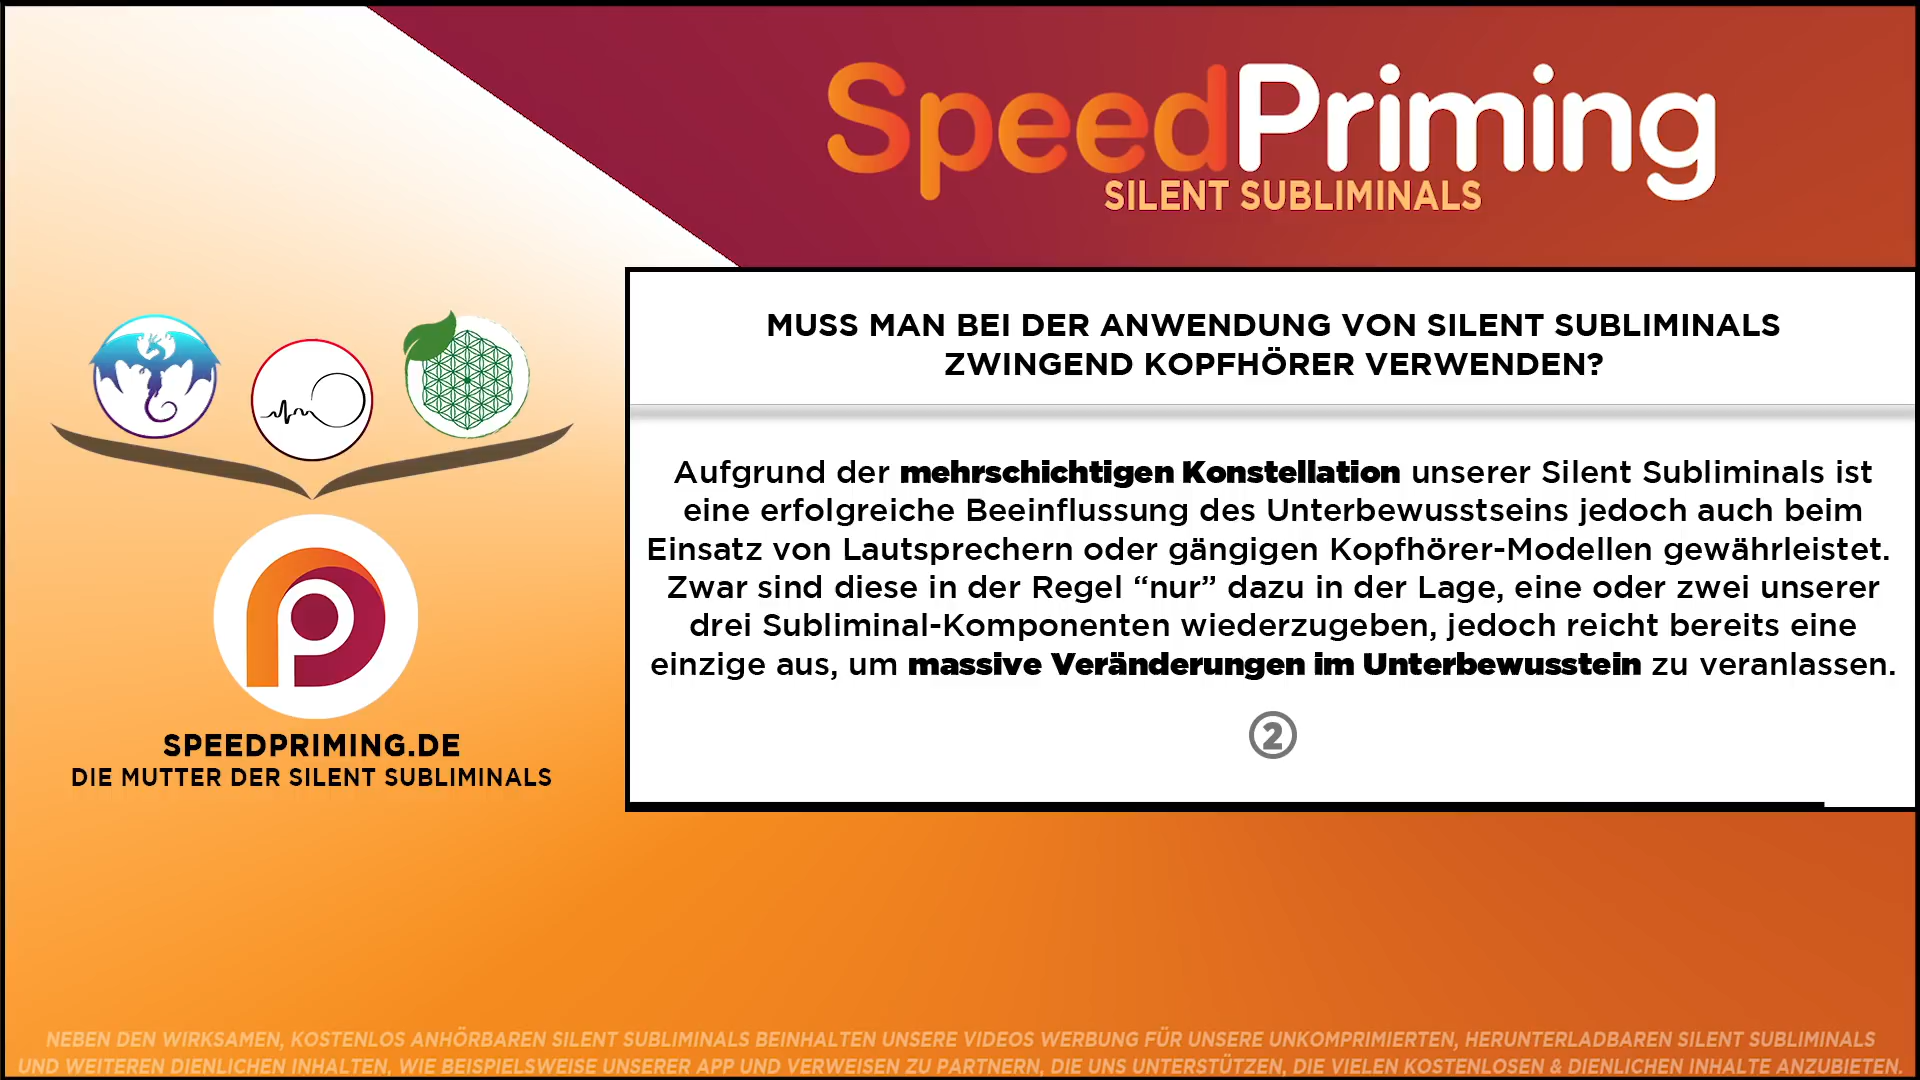 SpeedPriming
SILENT SUBLIMINALS
MUSS MAN BEI DER ANWENDUNG VON SILENT SUBLIMINALS
ZWINGEND KOPFHÖRER VERWENDEN?
Aufgrund der mehrschichtigen Konstellation unserer Silent Subliminals ist
eine erfolgreiche Beeinflussung des Unterbewusstseins jedoch auch beim
Einsatz von Lautsprechern oder gängigen Kopfhörer-Modellen gewährleistet.
Zwar sind diese in der Regel “nur” dazu in der Lage, eine oder zwei unserer
drei Subliminal-Komponenten wiederzugeben, jedoch reicht bereits eine
einzige aus, um massive Veränderungen im Unterbewusstein zu veranlassen.
②
SPEEDPRIMING.DE
DIE MUTTER DER SILENT SUBLIMINALS
NEBEN DEN WIRKSAMEN, KOSTENLOS ANHÖRBAREN SILENT SUBLIMINALS BEINHALTEN UNSERE VIDEOS WERBUNG FÜR UNSERE UNKOMPRIMIERTEN, HERUNTERLADBAREN SILENT SUBLIMINALS
UND WEITEREN DIENLICHEN INHALTEN, WIE BEISPIELSWEISE UNSERER APP UND VERWEISEN ZU PARTNERN, DIE UNS UNTERSTÜTZEN, DIE VIELEN KOSTENLOSEN & DIENLICHEN INHALTE ANZUBIETEN.